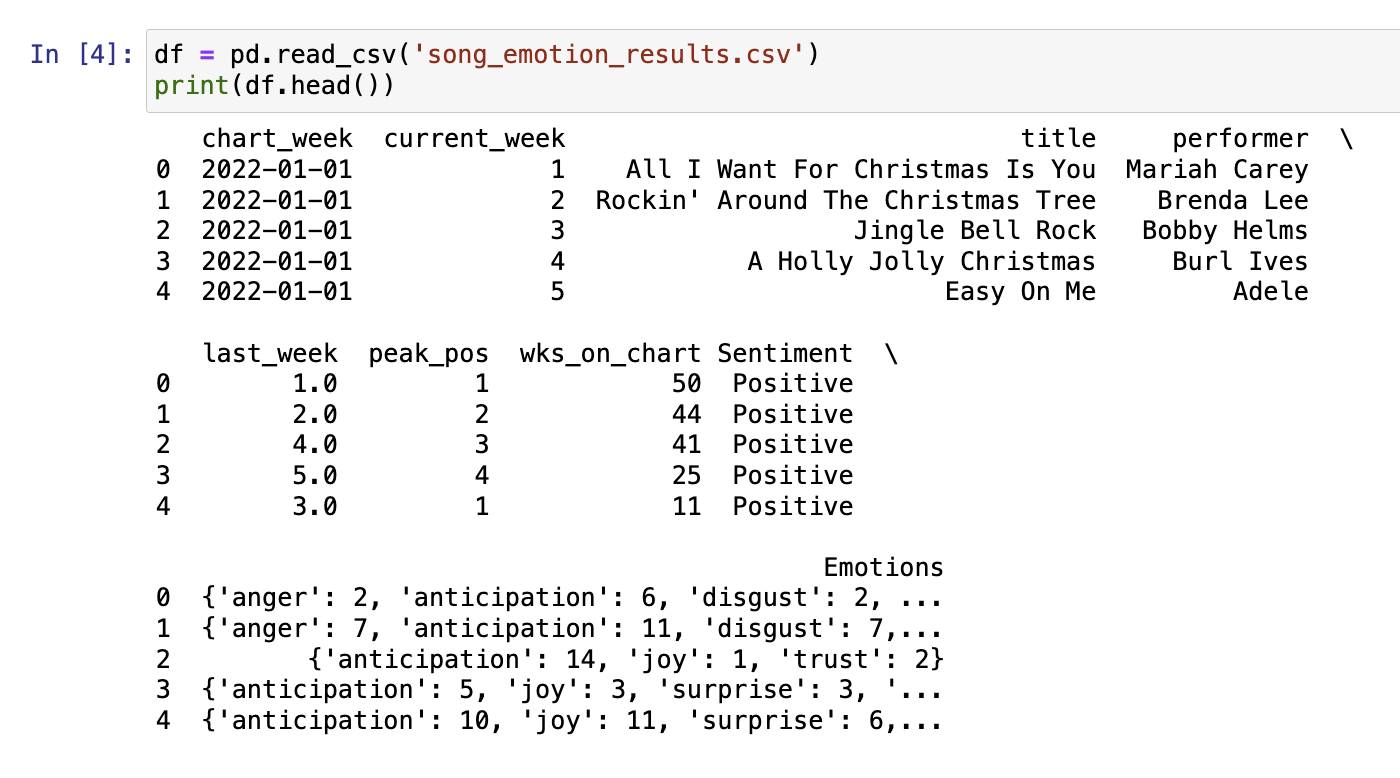 In [4]: df = pd.read_csv('song_emotion_results.csv')
print(df.head())
chart_week current_week title performer \
0 2022-01-01 1 All I Want For Christmas Is You Mariah Carey
1 2022-01-01 2 Rockin' Around The Christmas Tree Brenda Lee
2 2022-01-01 3 Jingle Bell Rock Bobby Helms
3 2022-01-01 4 A Holly Jolly Christmas Burl Ives
4 2022-01-01 5 Easy On Me Adele
last_week peak_pos wks_on_chart Sentiment \
0 1.0 1 50 Positive
1 2.0 2 44 Positive
2 4.0 3 41 Positive
3 5.0 4 25 Positive
4 3.0 1 11 Positive
Emotions
0 {'anger': 2, 'anticipation': 6, 'disgust': 2, ...
1 {'anger': 7, 'anticipation': 11, 'disgust': 7,...
2 {'anticipation': 14, 'joy': 1, 'trust': 2}
3 {'anticipation': 5, 'joy': 3, 'surprise': 3, '...
4 {'anticipation': 10, 'joy': 11, 'surprise': 6,...